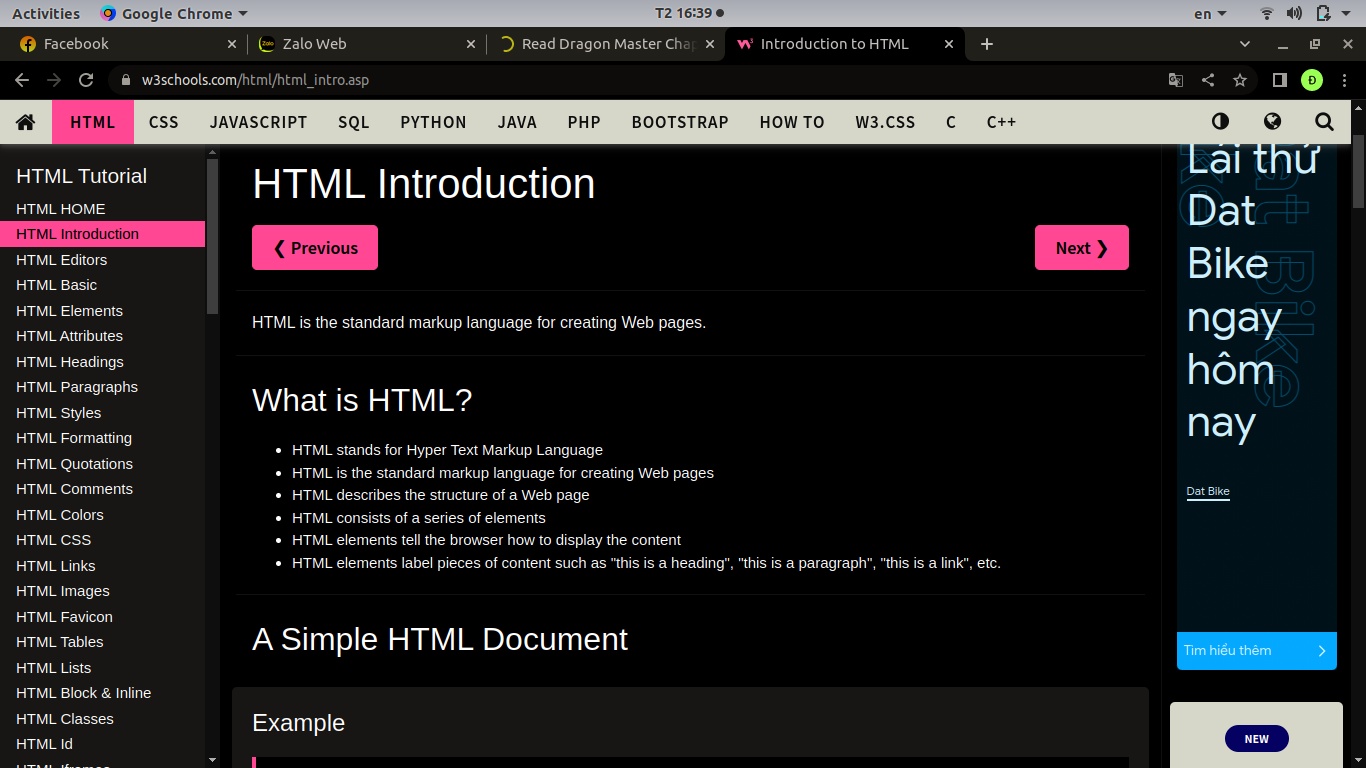 Activities
Google Chrome
T2 16:39
en
Facebook
Zalo Web
Read Dragon Master Chap
Introduction to HTML
w3schools.com/html/html_intro.asp
Đ
HTML
CSS
JAVASCRIPT
SQL
PYTHON
JAVA
PHP
BOOTSTRAP
HOW TO
W3.CSS
C
C++
HTML Tutorial
HTML HOME
HTML Introduction
HTML Editors
HTML Basic
HTML Elements
HTML Attributes
HTML Headings
HTML Paragraphs
HTML Styles
HTML Formatting
HTML Quotations
HTML Comments
HTML Colors
HTML CSS
HTML Links
HTML Images
HTML Favicon
HTML Tables
HTML Lists
HTML Block & Inline
HTML Classes
HTML Id
HTML Iframes
HTML Introduction
❮ Previous
Next ❯
HTML is the standard markup language for creating Web pages.
What is HTML?
HTML stands for Hyper Text Markup Language
HTML is the standard markup language for creating Web pages
HTML describes the structure of a Web page
HTML consists of a series of elements
HTML elements tell the browser how to display the content
HTML elements label pieces of content such as "this is a heading", "this is a paragraph", "this is a link", etc.
A Simple HTML Document
Example
Lái thử
Dat
Bike
ngay
hôm
nay
Dat Bike
Tìm hiểu thêm
NEW